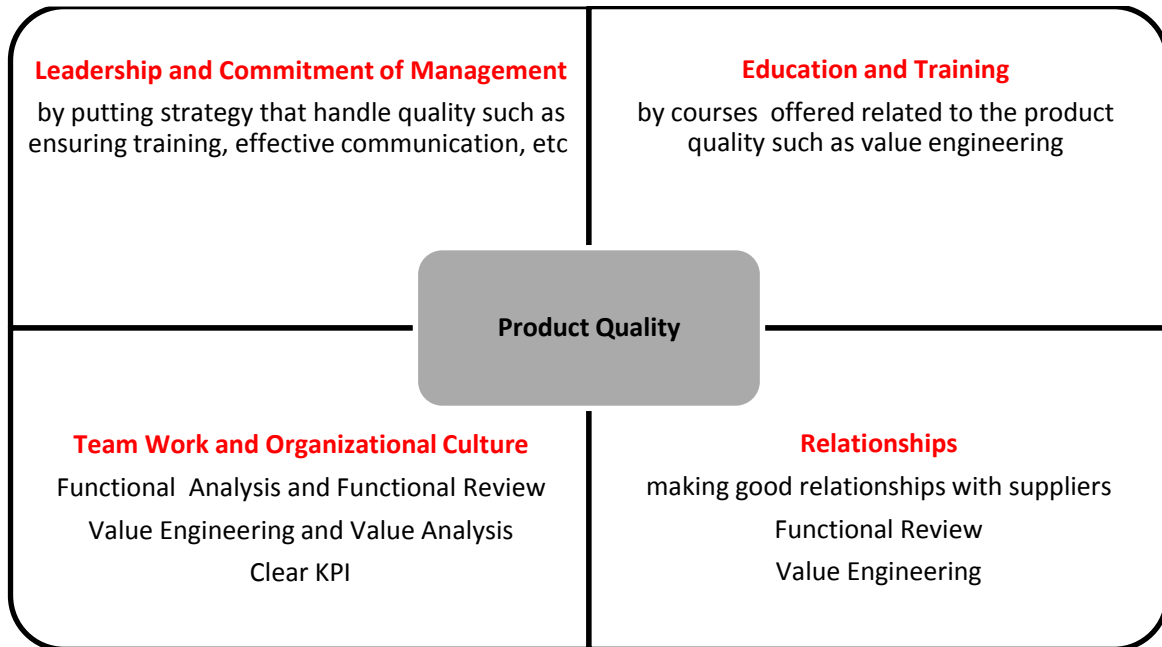 Leadership and Commitment of Management
by putting strategy that handle quality such as
ensuring training, effective communication, etc
Education and Training
by courses offered related to the product
quality such as value engineering
Product Quality
Team Work and Organizational Culture
Functional Analysis and Functional Review
Value Engineering and Value Analysis
Clear KPI
Relationships
making good relationships with suppliers
Functional Review
Value Engineering